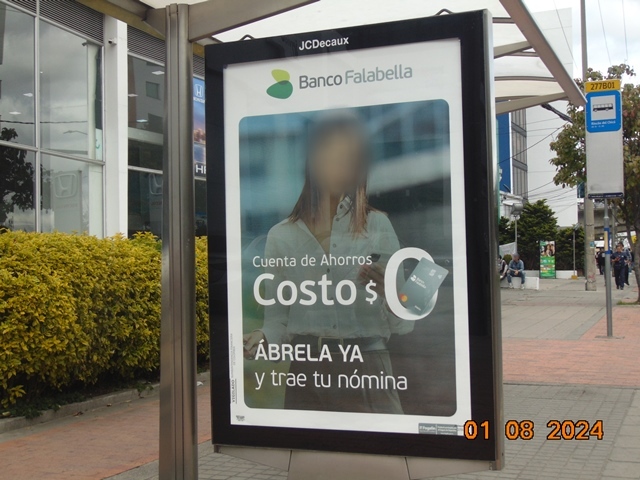 JCDecaux
Banco Falabella
Cuenta de Ahorros
Costo $0
ÁBRELA YA
y trae tu nómina
277B01
01 08 2024